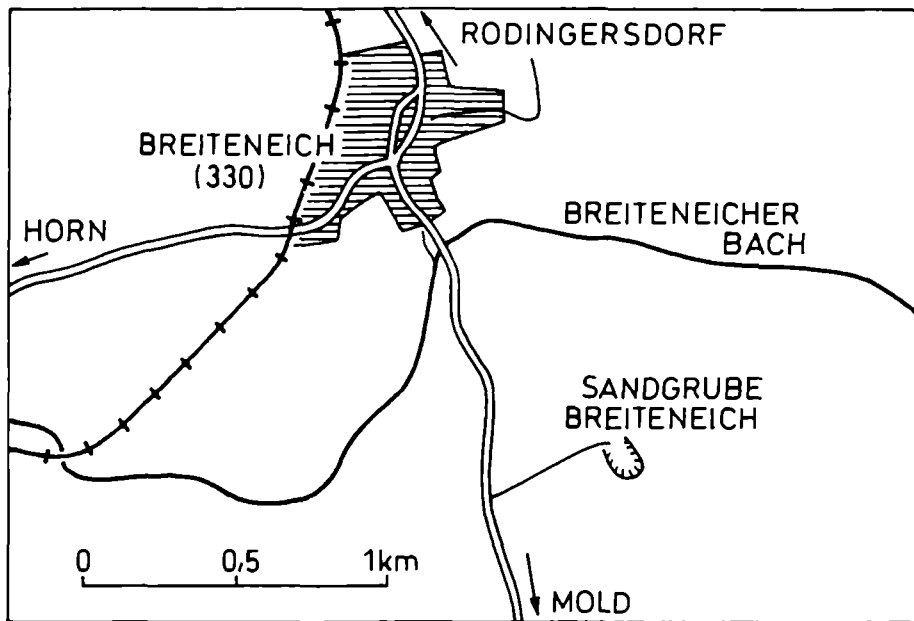 RODINGERSDORF
BREITENEICH
(330)
HORN
BREITENEICHER
BACH
SANDGRUBE
BREITENEICH
0 0,5 1km
MOLD